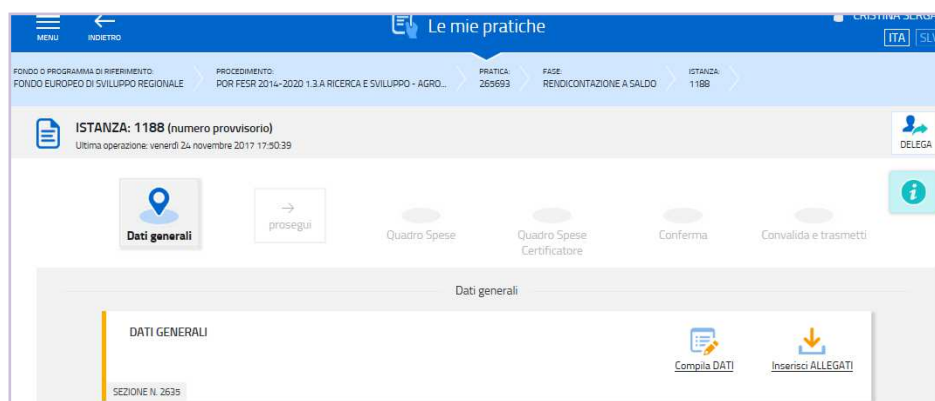 Le mie pratiche
MENU
INDIETRO
ITA
FONDO O PROGRAMMA DI RIFERIMENTO:
FONDO EUROPEO DI SVILUPPO REGIONALE
PROCEDIMENTO:
POR FESR 2014-2020 1.3.A RICERCA E SVILUPPO - AGRO...
PRATICA:
265693
FASE:
RENDICONTAZIONE A SALDO
ISTANZA:
1188
ISTANZA: 1188 (numero provvisorio)
Ultima operazione: venerdì 24 novembre 2017 17:50:39
DELEGA
Dati generali
prosegui
Quadro Spese
Quadro Spese
Certificatore
Conferma
Convalida e trasmetti
Dati generali
DATI GENERALI
Compila DATI
Inserisci ALLEGATI
SEZIONE N. 2635